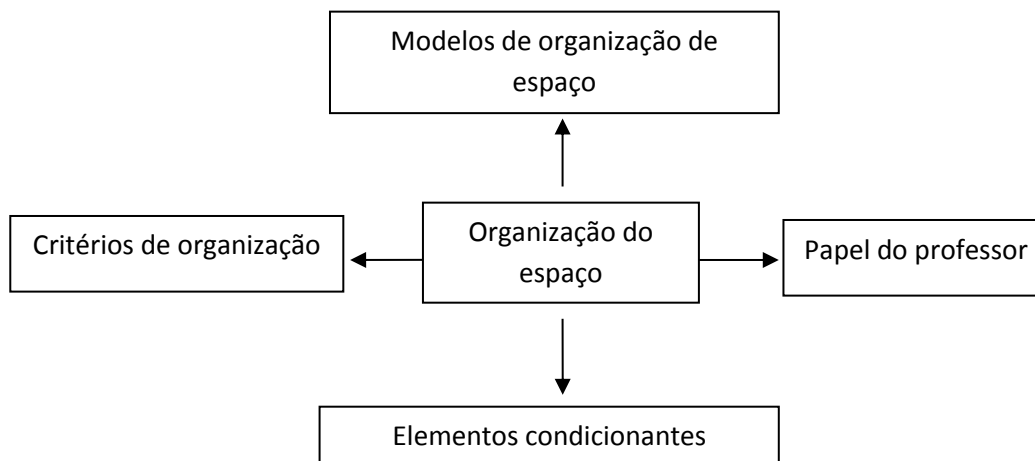 Modelos de organização de
espaço
Critérios de organização
Organização do
espaço
Papel do professor
Elementos condicionantes